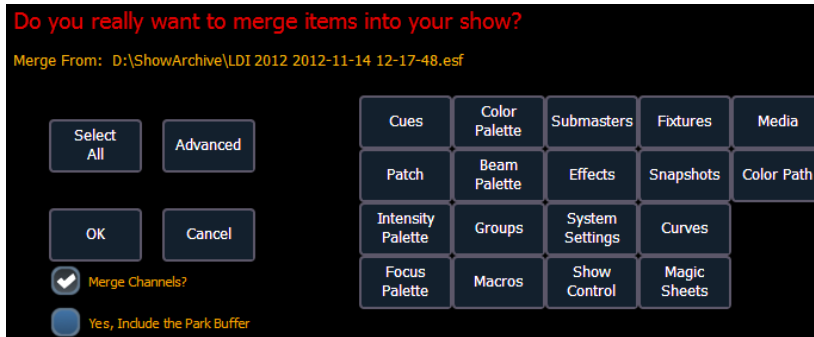 Do you really want to merge items into your show?
Merge From: D:\ShowArchive\LDI 2012 2012-11-14 12-17-48.esf
Select
All
Advanced
OK
Cancel
Merge Channels?
Yes, Include the Park Buffer
Cues
Color
Palette
Submasters
Fixtures
Media
Patch
Beam
Palette
Effects
Snapshots
Color Path
Intensity
Palette
Groups
System
Settings
Curves
Focus
Palette
Macros
Show
Control
Magic
Sheets